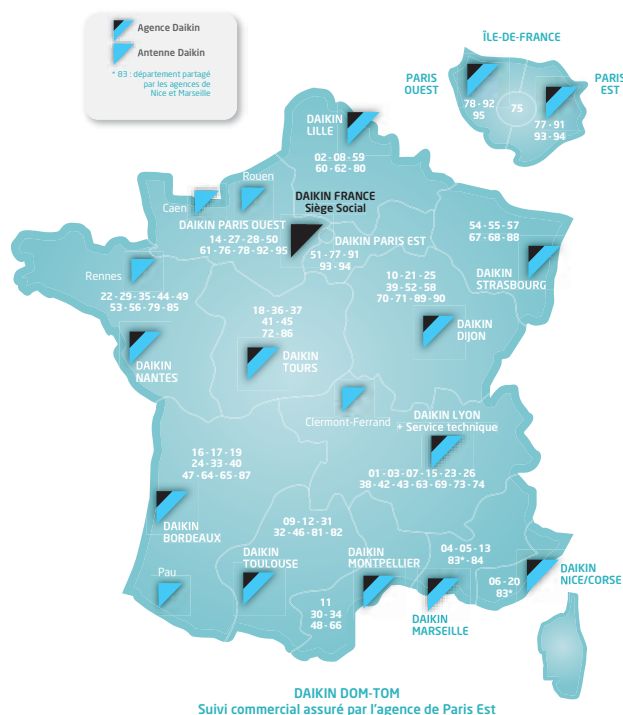 Agence Daikin
Antenne Daikin
* 83 : département partagé
par les agences de
Nice et Marseille
ÎLE-DE-FRANCE
PARIS
OUEST
78 - 92
95
75
PARIS
EST
77 - 91
93 - 94
DAIKIN
LILLE
02 - 08 - 59
60 - 62 - 80
Rouen
Caen
DAIKIN FRANCE
Siège Social
DAIKIN PARIS OUEST
14 - 27 - 28 - 50
61 - 76 - 78 - 92 - 95
DAIKIN PARIS EST
51 - 77 - 91
93 - 94
54 - 55 - 57
67 - 68 - 88
DAIKIN
STRASBOURG
Rennes
22 - 29 - 35 - 44 - 49
53 - 56 - 79 - 85
DAIKIN
NANTES
18 - 36 - 37
41 - 45
72 - 86
DAIKIN
TOURS
10 - 21 - 25
39 - 52 - 58
70 - 71 - 89 - 90
DAIKIN
DIJON
Clermont-Ferrand
DAIKIN LYON
+ Service technique
01 - 03 - 07 - 15 - 23 - 26
38 - 42 - 43 - 63 - 69 - 73 - 74
16 - 17 - 19
24 - 33 - 40
47 - 64 - 65 - 87
DAIKIN
BORDEAUX
Pau
09 - 12 - 31
32 - 46 - 81 - 82
DAIKIN
TOULOUSE
DAIKIN
MONTPELLIER
11
30 - 34
48 - 66
04 - 05 - 13
83* - 84
DAIKIN
MARSEILLE
06 - 20
83*
DAIKIN
NICE/CORSE
DAIKIN DOM-TOM
Suivi commercial assuré par l'agence de Paris Est